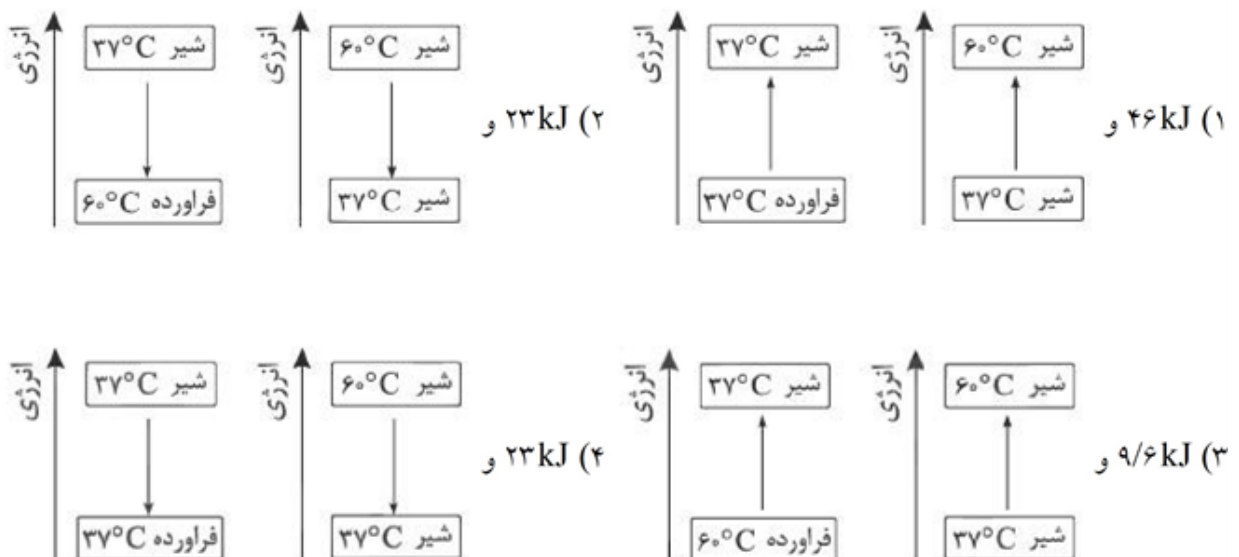 انرژی
شیر ۶۰°C
شیر ۳۷°C
۱) ۴۶kJ و
انرژی
شیر ۳۷°C
فراورده ۳۷°C
انرژی
شیر ۶۰°C
شیر ۳۷°C
۲) ۲۳kJ و
انرژی
شیر ۳۷°C
فراورده ۶۰°C
انرژی
شیر ۶۰°C
شیر ۳۷°C
۳) ۹/۶kJ و
انرژی
شیر ۳۷°C
فراورده ۶۰°C
انرژی
شیر ۶۰°C
شیر ۳۷°C
۴) ۲۳kJ و
انرژی
شیر ۳۷°C
فراورده ۳۷°C